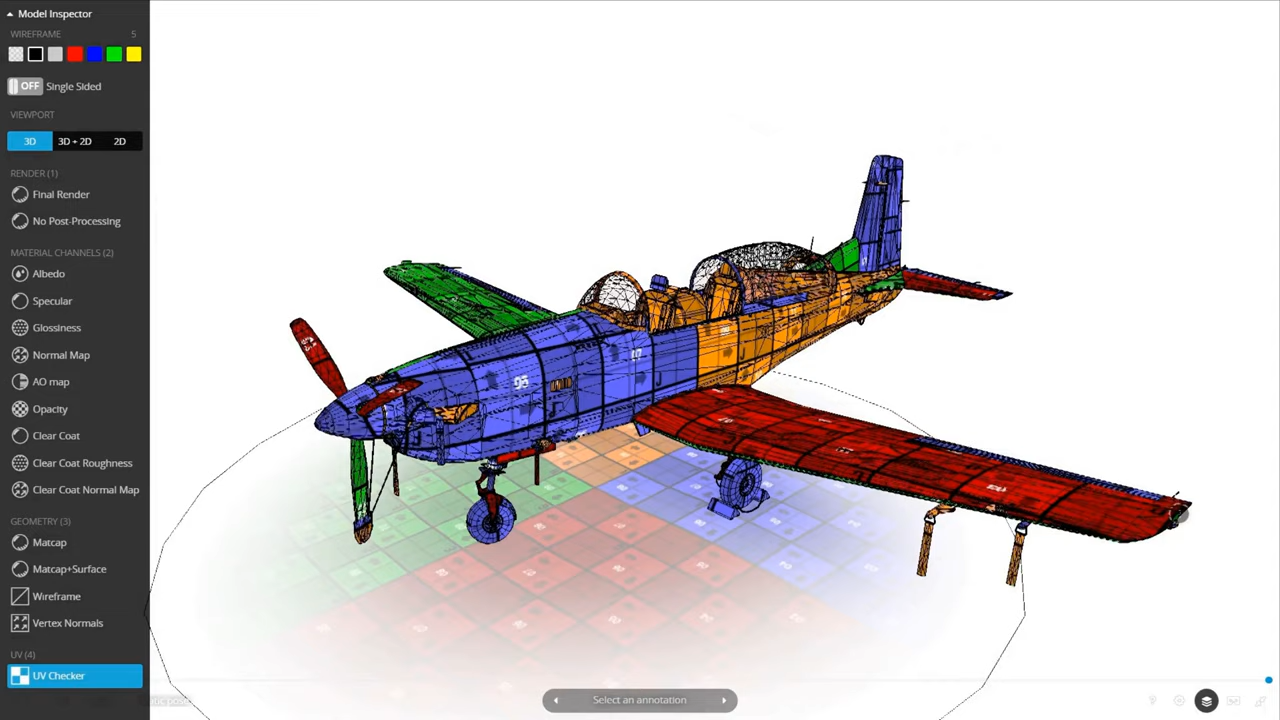 Model Inspector
WIREFRAME 5
OFF Single Sided
VIEWPORT
3D 3D + 2D 2D
RENDER (1)
Final Render
No Post-Processing
MATERIAL CHANNELS (2)
Albedo
Specular
Glossiness
Normal Map
AO map
Opacity
Clear Coat
Clear Coat Roughness
Clear Coat Normal Map
GEOMETRY (3)
Matcap
Matcap+Surface
Wireframe
Vertex Normals
UV (4)
UV Checker
Select an annotation